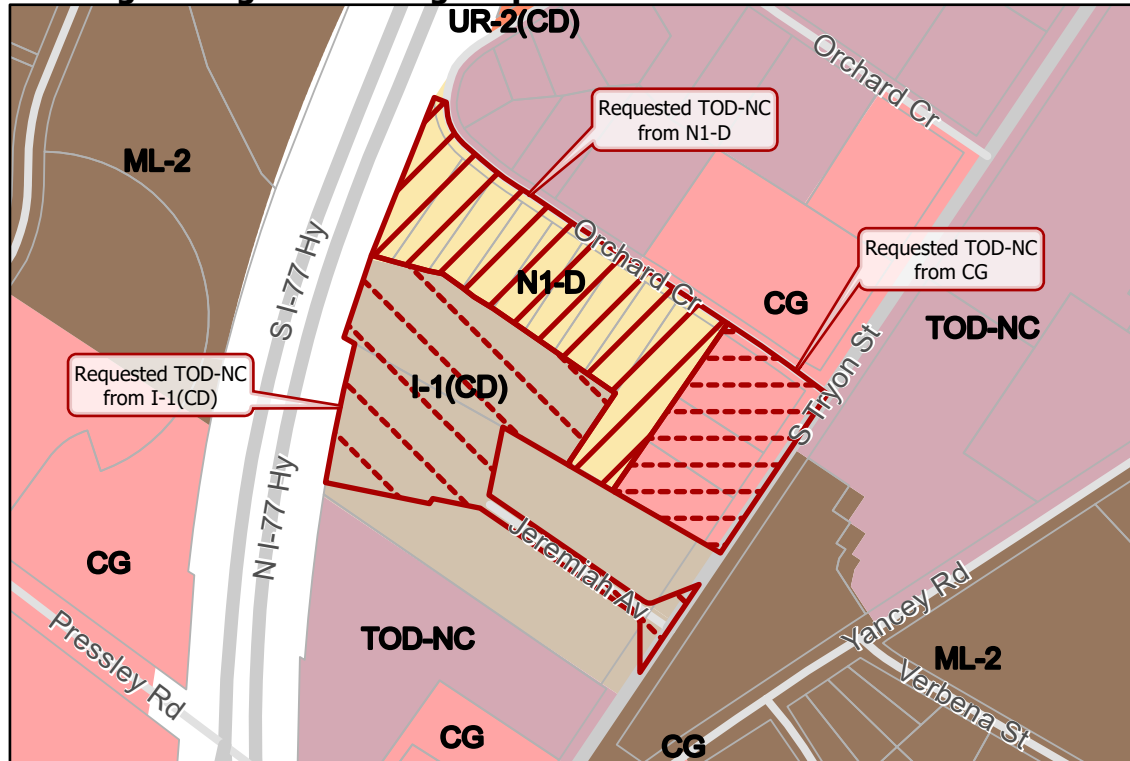 UR-2(CD)
Orchard Cr
Requested TOD-NC
from N1-D
ML-2
S I-77 Hy
Orchard Cr
Requested TOD-NC
from CG
N1-D
CG
TOD-NC
S Tryon St
Requested TOD-NC
from I-1(CD)
I-1(CD)
N I-77 Hy
Jeremiah Av
CG
Pressley Rd
TOD-NC
Yancey Rd
ML-2
Verbena St
CG
CG